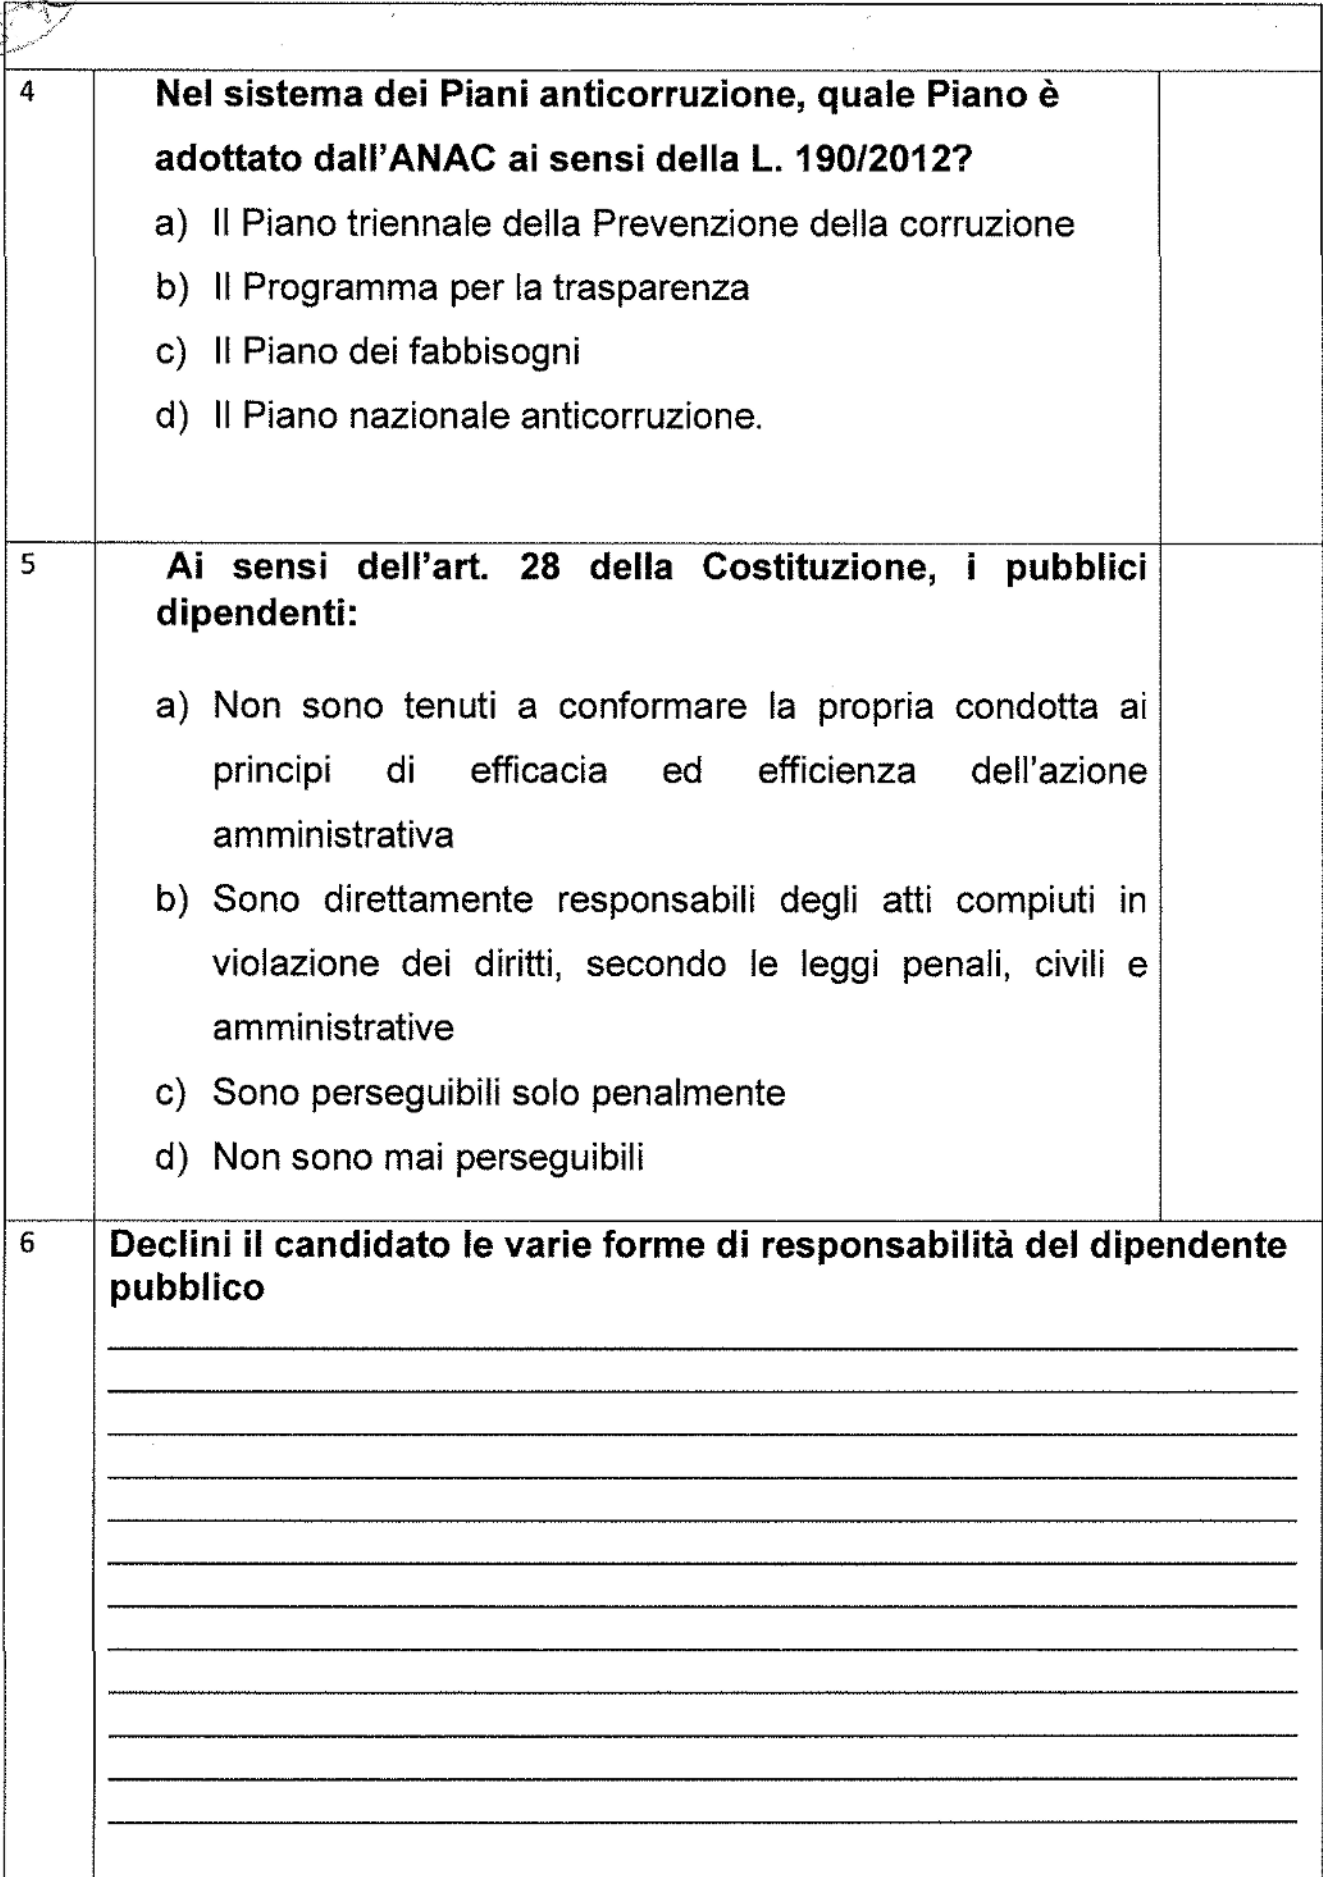 4
Nel sistema dei Piani anticorruzione, quale Piano è
adottato dall'ANAC ai sensi della L. 190/2012?
a) Il Piano triennale della Prevenzione della corruzione
b) Il Programma per la trasparenza
c) Il Piano dei fabbisogni
d) Il Piano nazionale anticorruzione.
5
Ai sensi dell'art. 28 della Costituzione, i pubblici
dipendenti:
a) Non sono tenuti a conformare la propria condotta ai
principi di efficacia ed efficienza dell'azione
amministrativa
b) Sono direttamente responsabili degli atti compiuti in
violazione dei diritti, secondo le leggi penali, civili e
amministrative
c) Sono perseguibili solo penalmente
d) Non sono mai perseguibili
6
Declini il candidato le varie forme di responsabilità del dipendente
pubblico